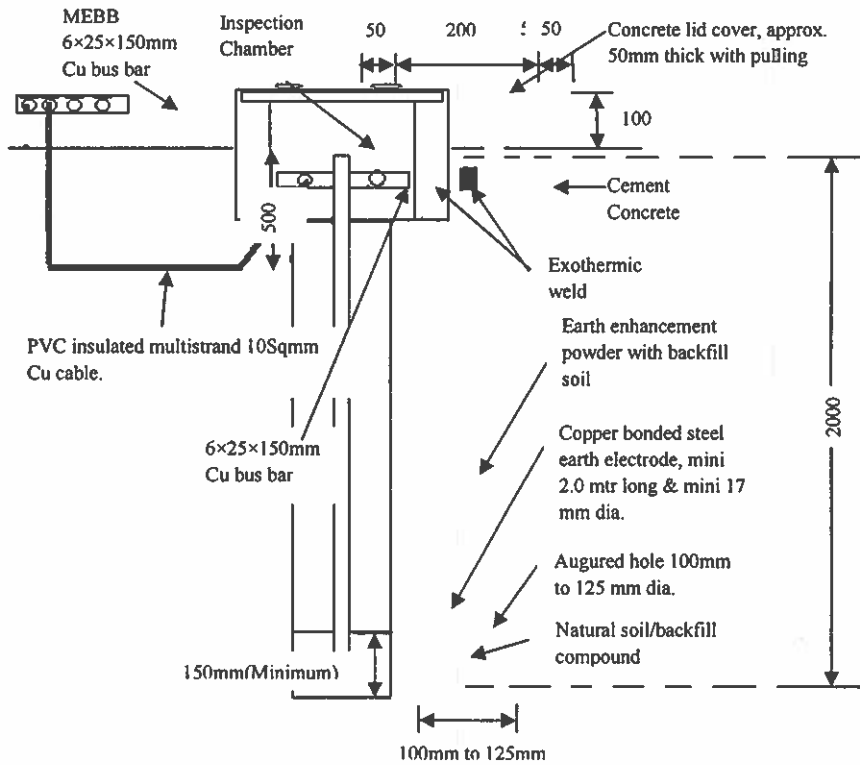 MEBB
6×25×150mm
Cu bus bar
Inspection
Chamber
50
200
5
50
Concrete lid cover, approx.
50mm thick with pulling
100
Cement
Concrete
500
Exothermic
weld
PVC insulated multistrand 10Sqmm
Cu cable.
Earth enhancement
powder with backfill
soil
2000
6×25×150mm
Cu bus bar
Copper bonded steel
earth electrode, mini
2.0 mtr long & mini 17
mm dia.
Augured hole 100mm
to 125 mm dia.
Natural soil/backfill
compound
150mm(Minimum)
100mm to 125mm